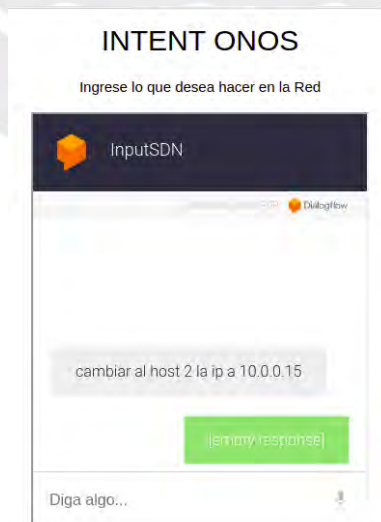 INTENT ONOS
Ingrese lo que desea hacer en la Red
InputSDN
Dialogflow
cambiar al host 2 la ip a 10.0.0.15
[empty response]
Diga algo...